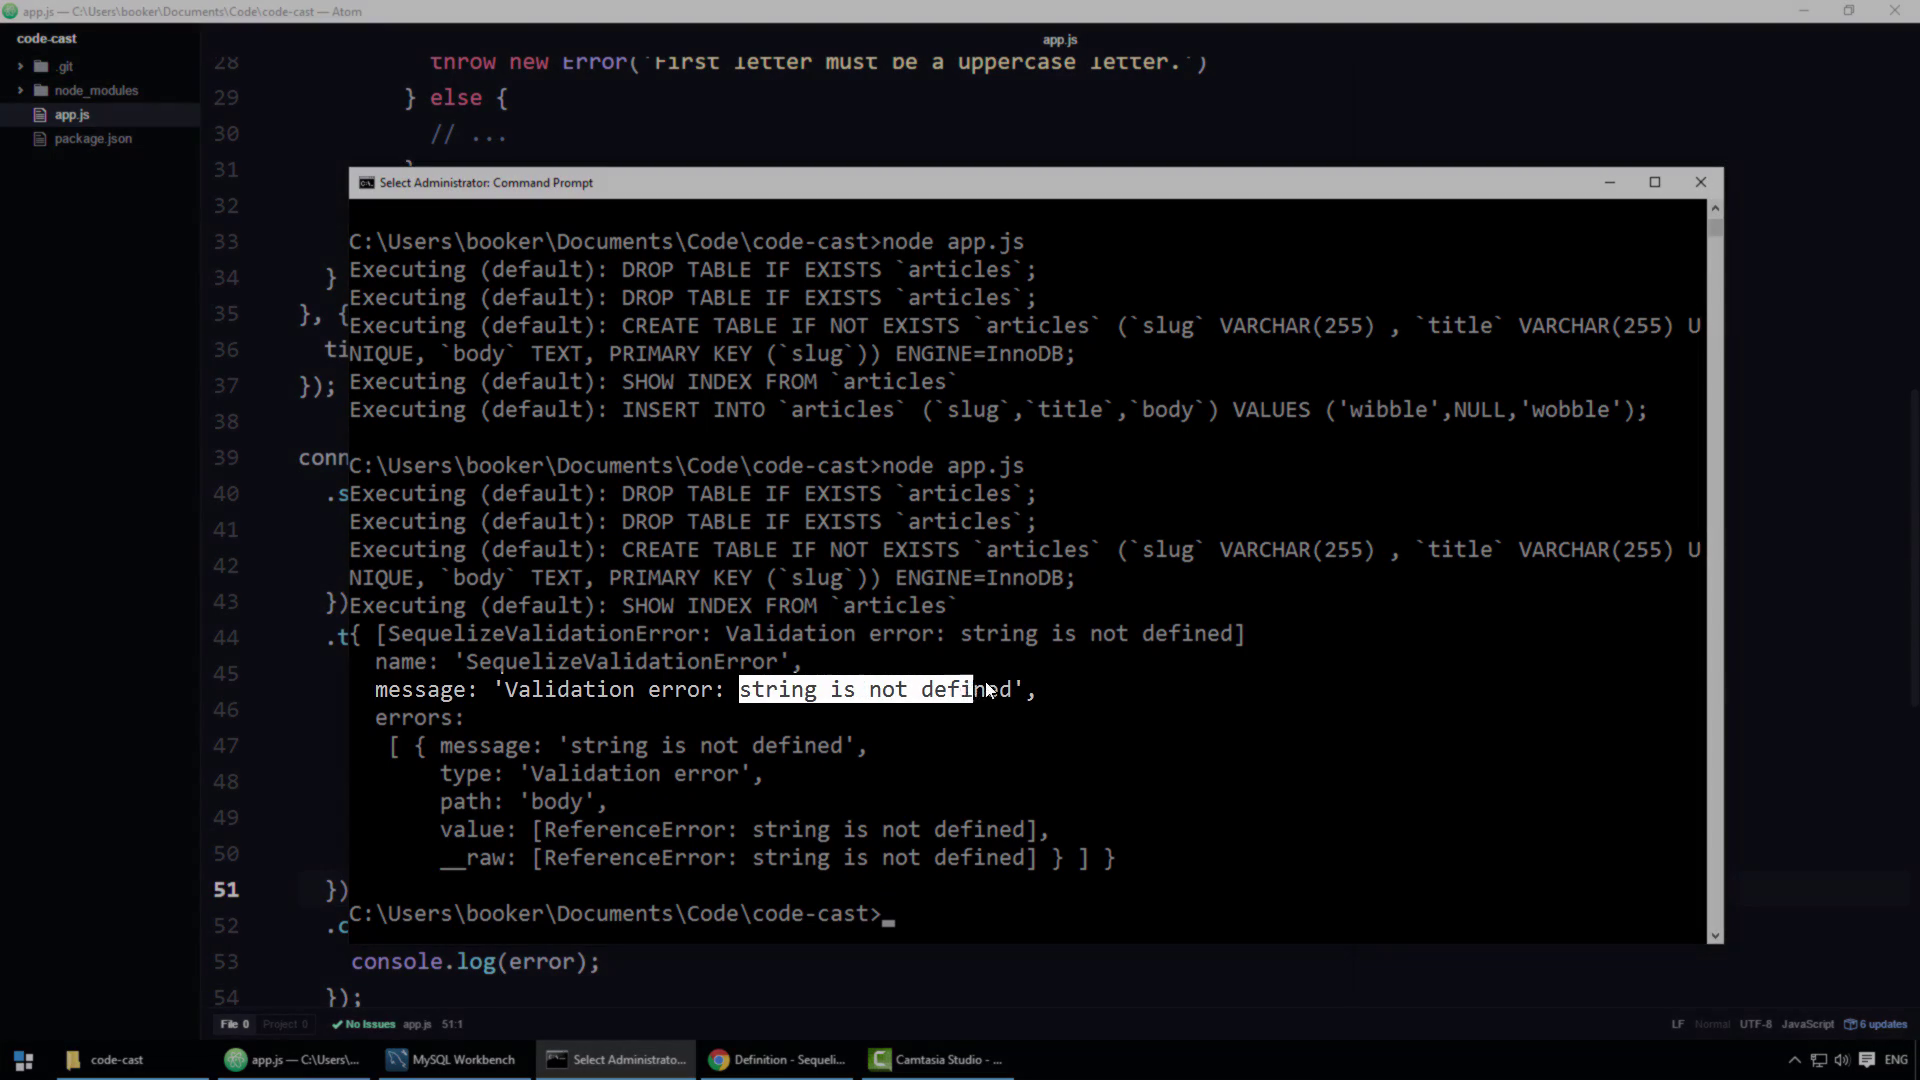 app.js — C:\Users\booker\Documents\Code\code-cast — Atom
code-cast
.git
node_modules
app.js
package.json
app.js
28 throw new Error('First letter must be a uppercase letter.')
29 } else {
30 // ...
31 }
32
33
34 }
35 }, {
36 ti
37 });
38
39 conn
40 .s
41
42
43 })
44 .t
45
46
47
48
49
50
51 })
52 .c
53 console.log(error);
54 });
Select Administrator: Command Prompt
C:\Users\booker\Documents\Code\code-cast>node app.js
Executing (default): DROP TABLE IF EXISTS `articles`;
Executing (default): DROP TABLE IF EXISTS `articles`;
Executing (default): CREATE TABLE IF NOT EXISTS `articles` (`slug` VARCHAR(255) , `title` VARCHAR(255) U
NIQUE, `body` TEXT, PRIMARY KEY (`slug`)) ENGINE=InnoDB;
Executing (default): SHOW INDEX FROM `articles`
Executing (default): INSERT INTO `articles` (`slug`,`title`,`body`) VALUES ('wibble',NULL,'wobble');
C:\Users\booker\Documents\Code\code-cast>node app.js
Executing (default): DROP TABLE IF EXISTS `articles`;
Executing (default): DROP TABLE IF EXISTS `articles`;
Executing (default): CREATE TABLE IF NOT EXISTS `articles` (`slug` VARCHAR(255) , `title` VARCHAR(255) U
NIQUE, `body` TEXT, PRIMARY KEY (`slug`)) ENGINE=InnoDB;
Executing (default): SHOW INDEX FROM `articles`
{ [SequelizeValidationError: Validation error: string is not defined]
name: 'SequelizeValidationError',
message: 'Validation error: string is not defined',
errors:
[ { message: 'string is not defined',
type: 'Validation error',
path: 'body',
value: [ReferenceError: string is not defined],
__raw: [ReferenceError: string is not defined] } ] }
C:\Users\booker\Documents\Code\code-cast>
File 0 Project 0 No Issues app.js 51:1 LF Normal UTF-8 JavaScript 6 updates
code-cast app.js — C:\Users\... MySQL Workbench Select Administrato... Definition - Sequeli... Camtasia Studio - ... ENG